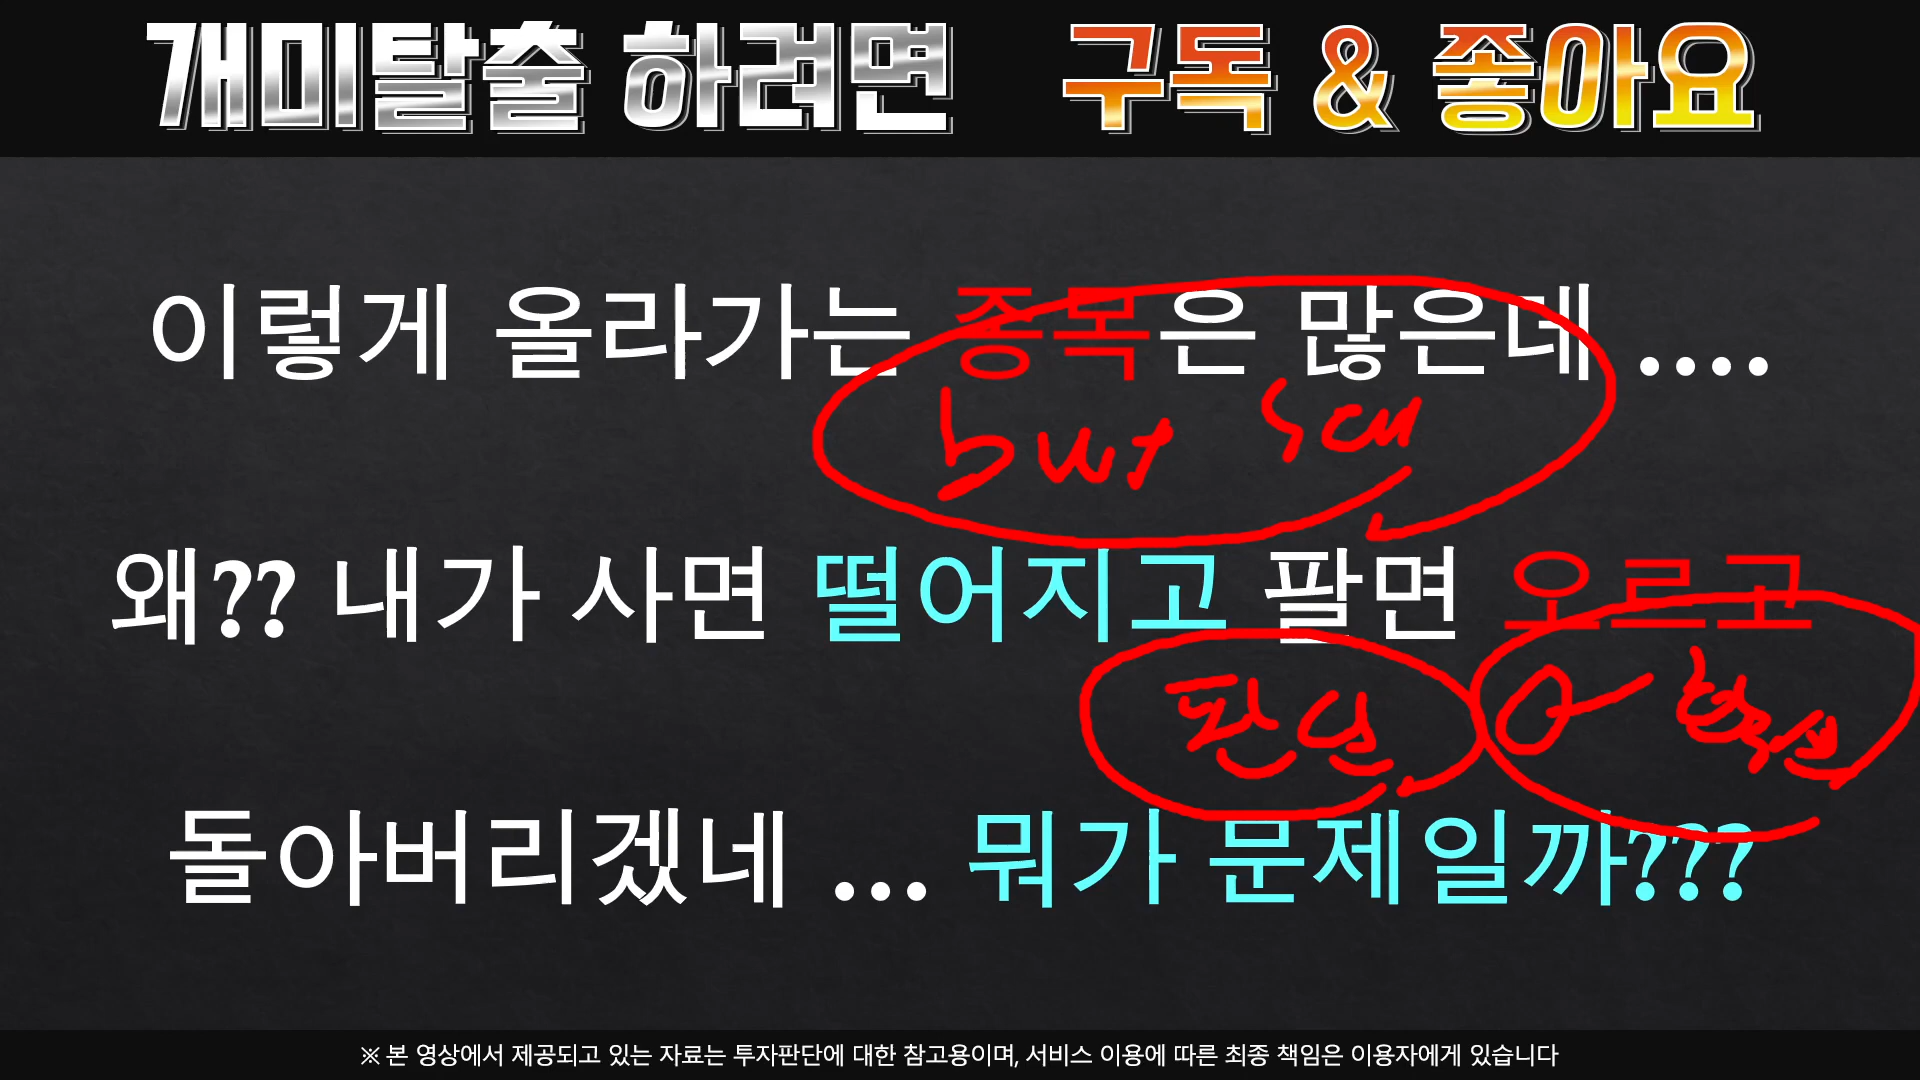 개미탈출 하려면 구독 & 좋아요
이렇게 올라가는 종목은 많은데 ....
but
왜?? 내가 사면 떨어지고 팔면 오르고
판단
돌아버리겠네 ... 뭐가 문제일까???
※ 본 영상에서 제공되고 있는 자료는 투자판단에 대한 참고용이며, 서비스 이용에 따른 최종 책임은 이용자에게 있습니다